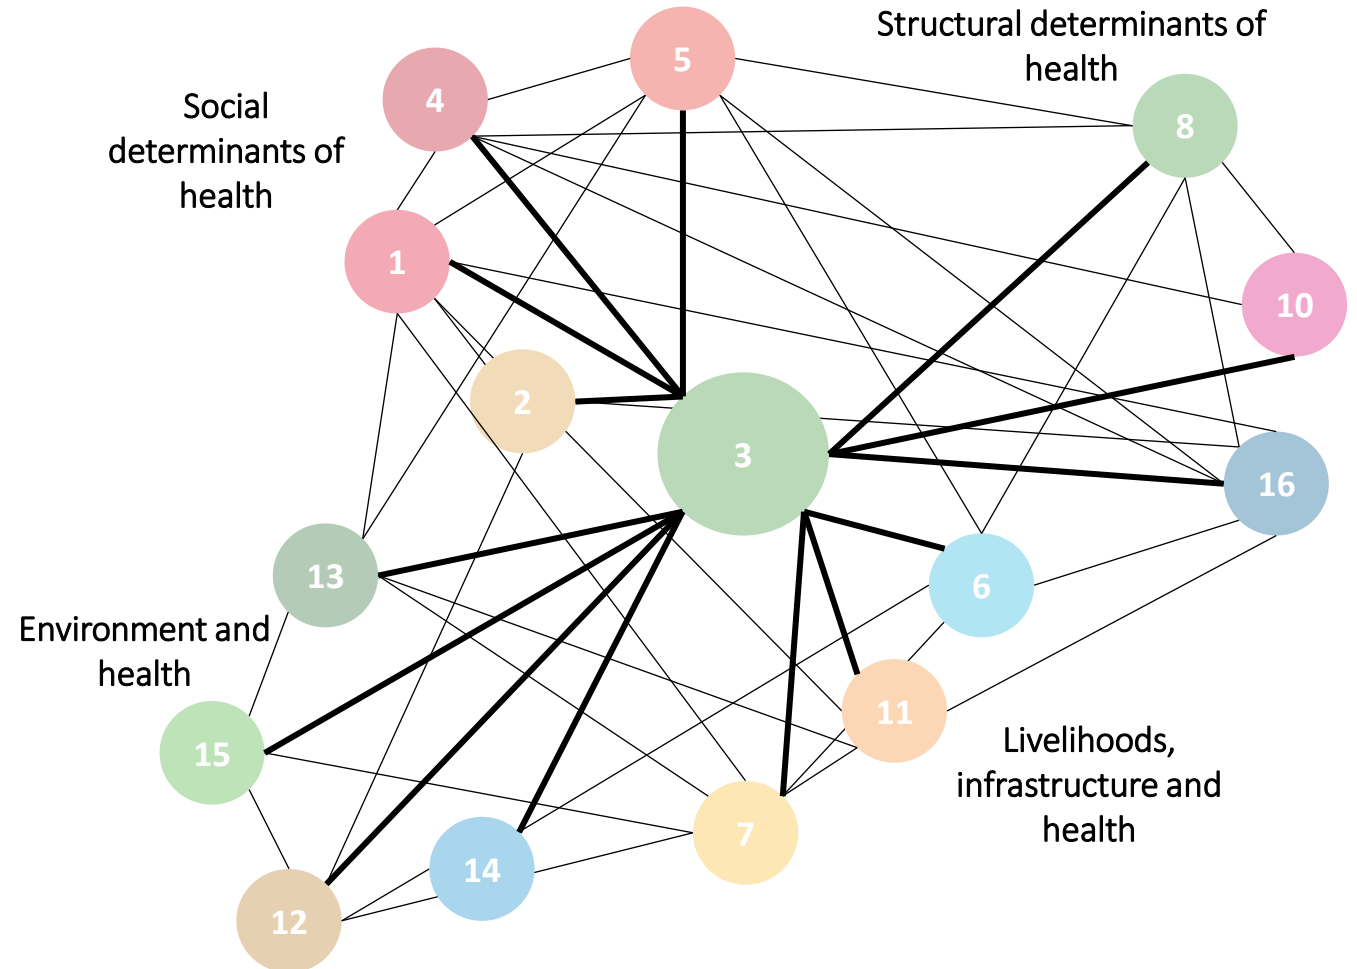 Structural determinants of
health
5
4
8
Social
determinants of
health
1
10
2
3
16
13
6
Environment and
health
11
15
Livelihoods,
infrastructure and
health
7
14
12